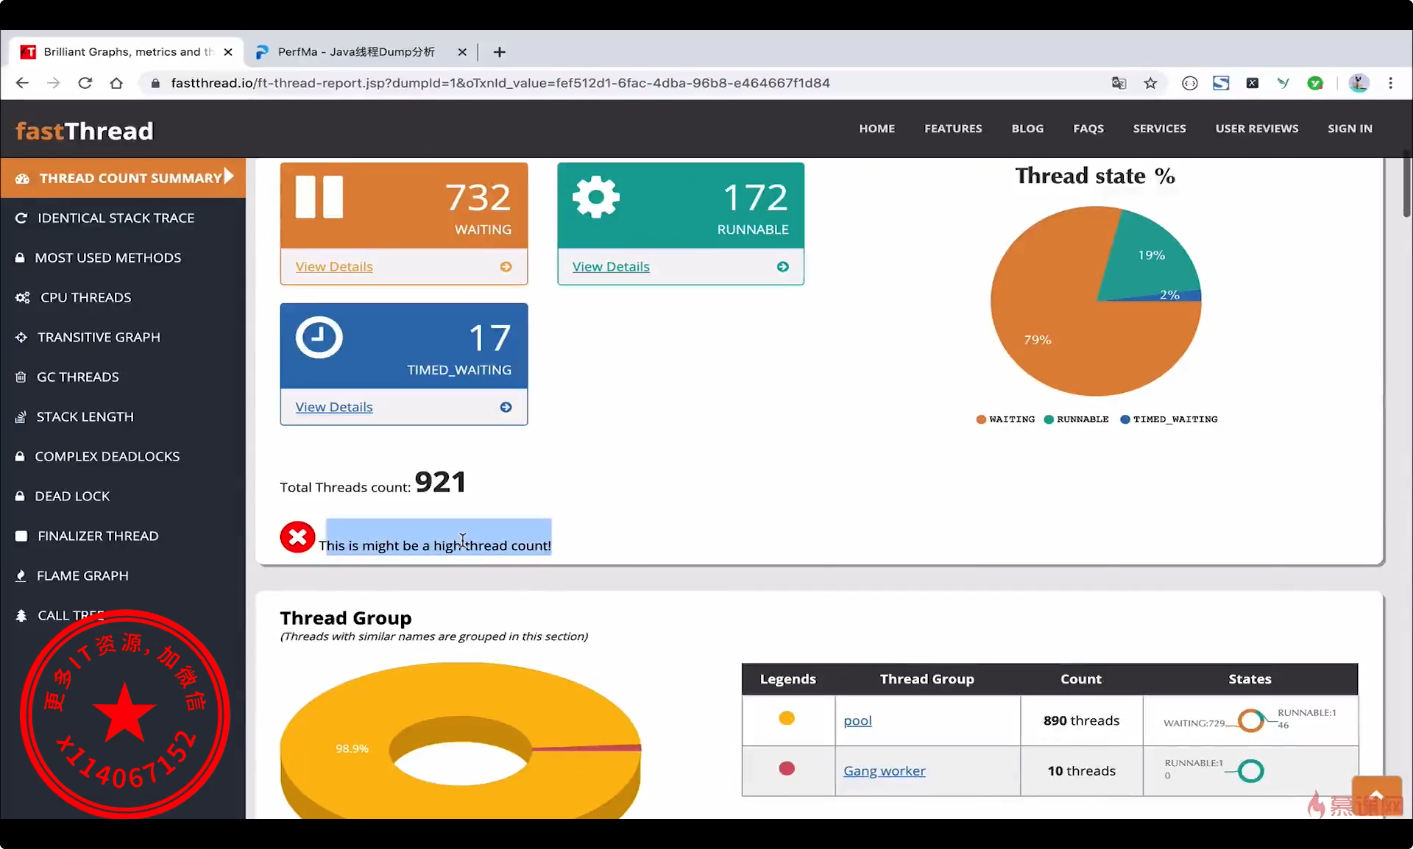 Brilliant Graphs, metrics and th
PerfMa - Java线程Dump分析
fastthread.io/ft-thread-report.jsp?dumpId=1&oTxnId_value=fef512d1-6fac-4dba-96b8-e464667f1d84
fastThread
HOME
FEATURES
BLOG
FAQS
SERVICES
USER REVIEWS
SIGN IN
THREAD COUNT SUMMARY
IDENTICAL STACK TRACE
MOST USED METHODS
CPU THREADS
TRANSITIVE GRAPH
GC THREADS
STACK LENGTH
COMPLEX DEADLOCKS
DEAD LOCK
FINALIZER THREAD
FLAME GRAPH
CALL TREE
732
WAITING
View Details
172
RUNNABLE
View Details
17
TIMED_WAITING
View Details
Thread state %
19%
2%
79%
WAITING RUNNABLE TIMED_WAITING
Total Threads count: 921
This is might be a high thread count!
Thread Group
(Threads with similar names are grouped in this section)
98.9%
Legends Thread Group Count States
pool 890 threads WAITING:729 RUNNABLE:1
46
Gang worker 10 threads RUNNABLE:1
0
更多IT资源,加微信
x114067152
慕课网